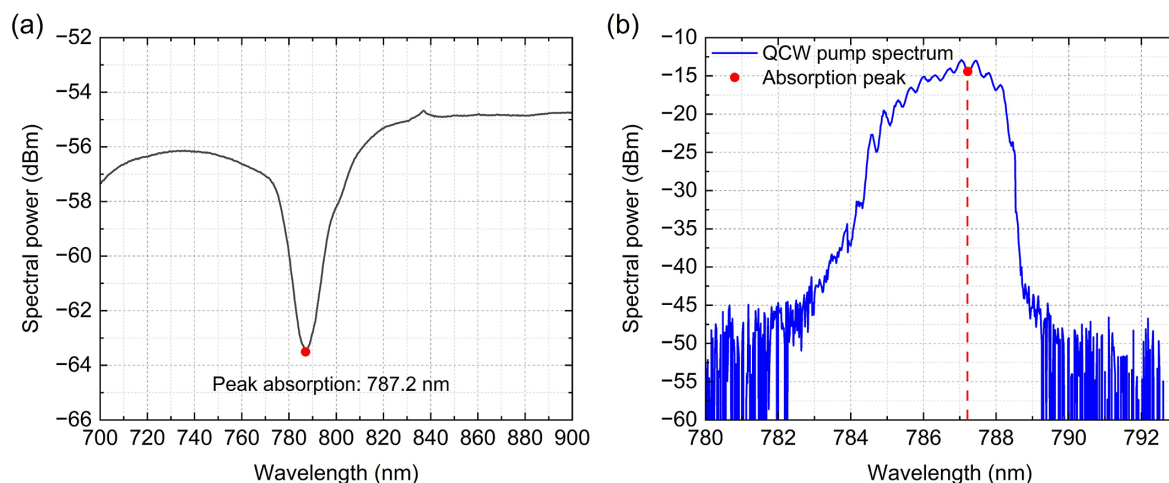 (a)
−52
−54
−56
−58
−60
−62
−64
−66
Spectral power (dBm)
Peak absorption: 787.2 nm
700 720 740 760 780 800 820 840 860 880 900
Wavelength (nm)
(b)
−10
−15
−20
−25
−30
−35
−40
−45
−50
−55
−60
Spectral power (dBm)
QCW pump spectrum
Absorption peak
780 782 784 786 788 790 792
Wavelength (nm)